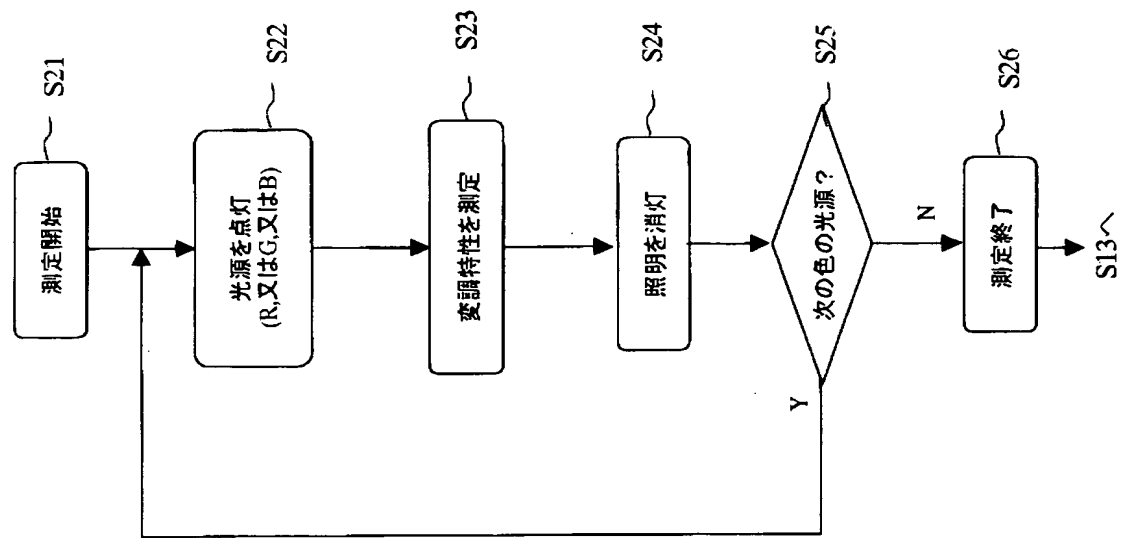 測定開始
S21
光源を点灯
(R,又はG,又はB)
S22
変調特性を測定
S23
照明を消灯
S24
次の色の光源？
S25
Y
N
測定終了
S26
S13へ